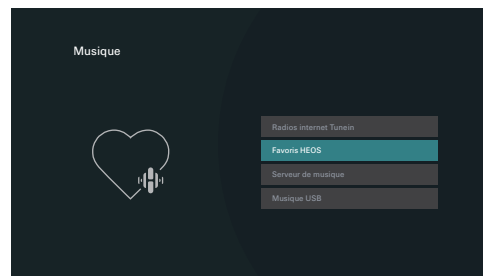 Musique
Radios internet Tunein
Favoris HEOS
Serveur de musique
Musique USB